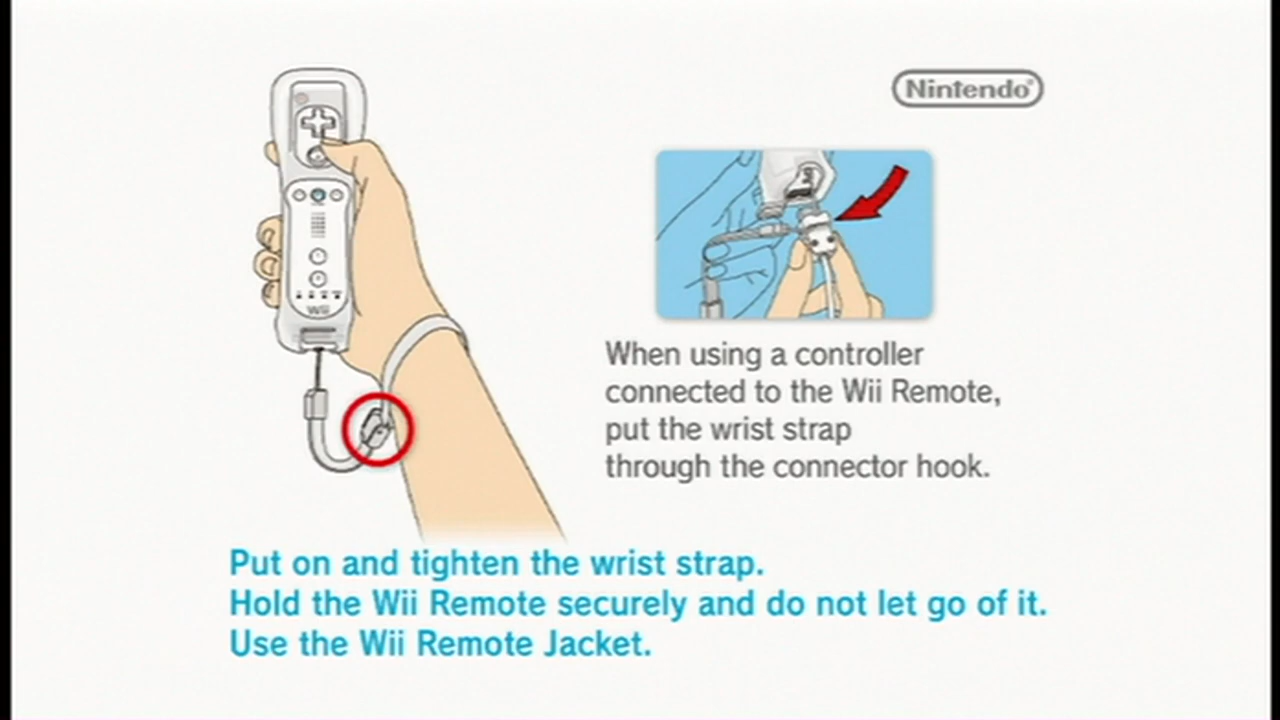 Nintendo®
When using a controller
connected to the Wii Remote,
put the wrist strap
through the connector hook.
Wii
Put on and tighten the wrist strap.
Hold the Wii Remote securely and do not let go of it.
Use the Wii Remote Jacket.